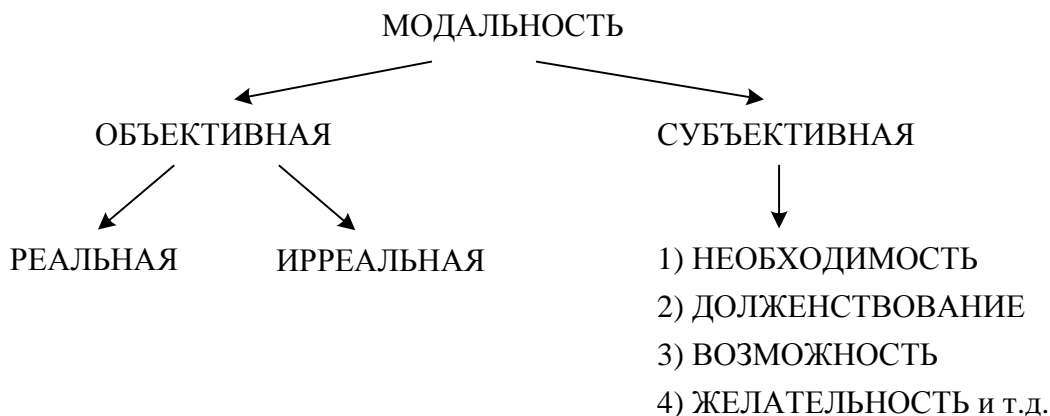 МОДАЛЬНОСТЬ
ОБЪЕКТИВНАЯ СУБЪЕКТИВНАЯ
РЕАЛЬНАЯ ИРРЕАЛЬНАЯ
1) НЕОБХОДИМОСТЬ
2) ДОЛЖЕНСТВОВАНИЕ
3) ВОЗМОЖНОСТЬ
4) ЖЕЛАТЕЛЬНОСТЬ и т.д.